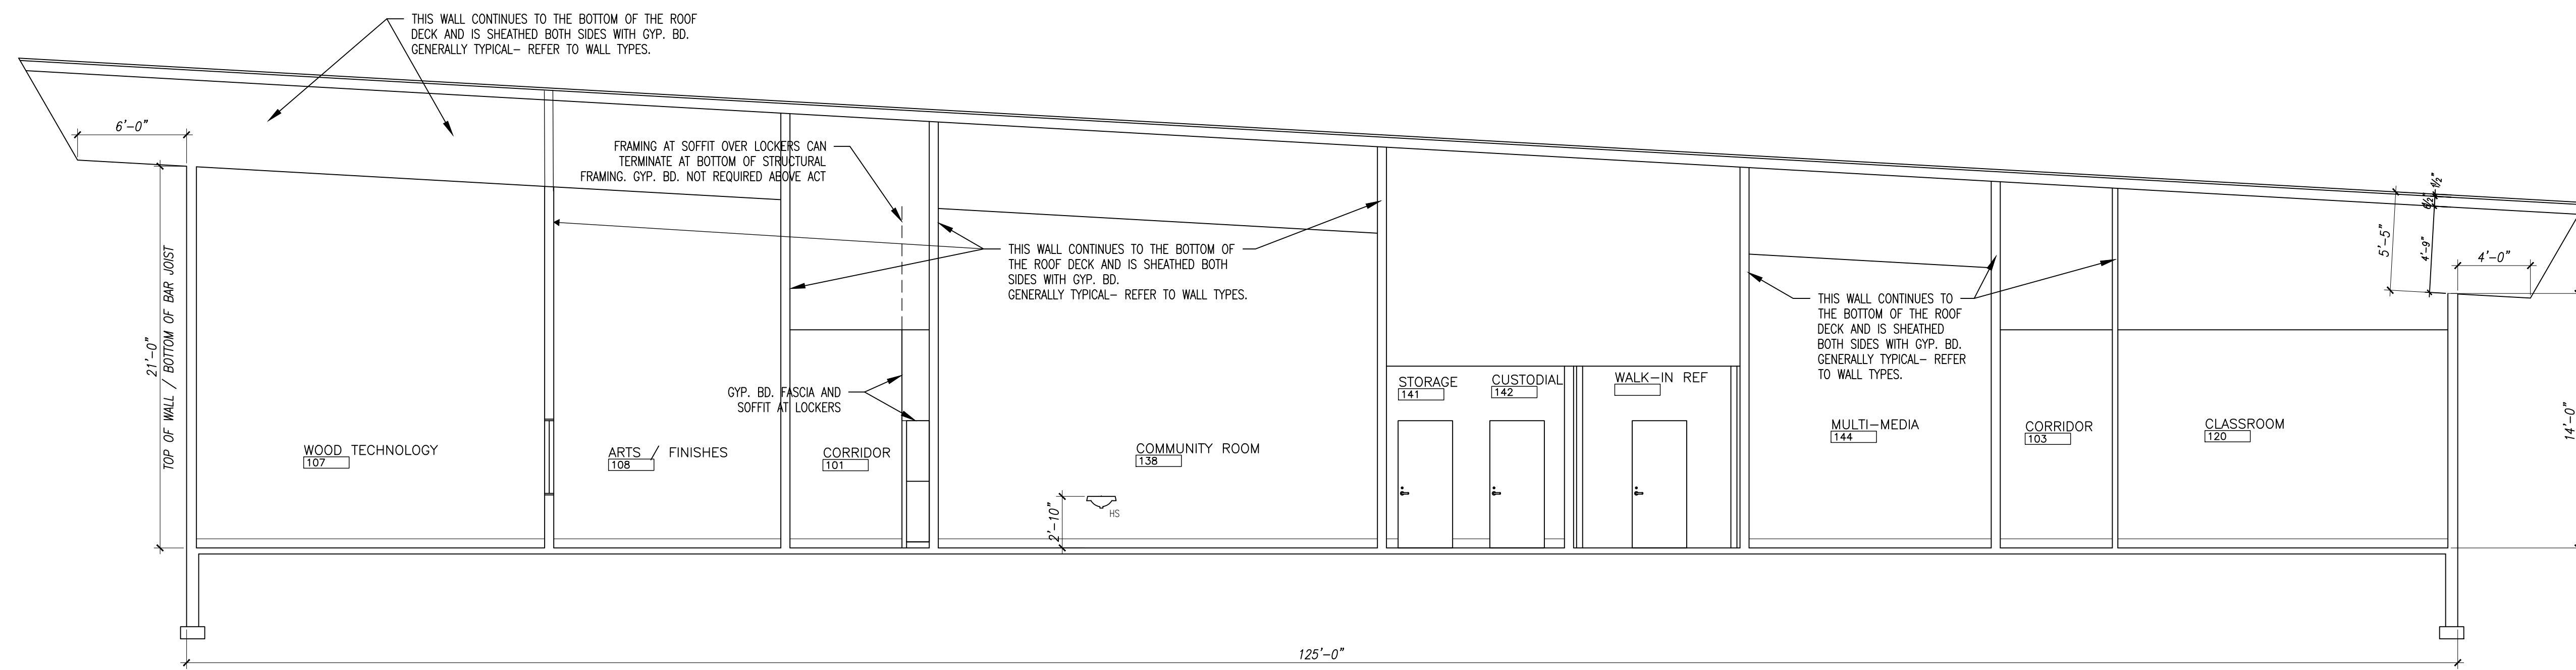 THIS WALL CONTINUES TO THE BOTTOM OF THE ROOF
DECK AND IS SHEATHED BOTH SIDES WITH GYP. BD.
GENERALLY TYPICAL– REFER TO WALL TYPES.
6'–0"
FRAMING AT SOFFIT OVER LOCKERS CAN
TERMINATE AT BOTTOM OF STRUCTURAL
FRAMING. GYP. BD. NOT REQUIRED ABOVE ACT
21'–0"
TOP OF WALL / BOTTOM OF BAR JOIST
THIS WALL CONTINUES TO THE BOTTOM OF
THE ROOF DECK AND IS SHEATHED BOTH
SIDES WITH GYP. BD.
GENERALLY TYPICAL– REFER TO WALL TYPES.
THIS WALL CONTINUES TO
THE BOTTOM OF THE ROOF
DECK AND IS SHEATHED
BOTH SIDES WITH GYP. BD.
GENERALLY TYPICAL– REFER
TO WALL TYPES.
5'–5"
4'–9"
4'–0"
14'–0"
GYP. BD. FASCIA AND
SOFFIT AT LOCKERS
WOOD TECHNOLOGY
107
ARTS / FINISHES
108
CORRIDOR
101
COMMUNITY ROOM
138
2'–10"
HS
STORAGE
141
CUSTODIAL
142
WALK–IN REF
MULTI–MEDIA
144
CORRIDOR
103
CLASSROOM
120
125'–0"